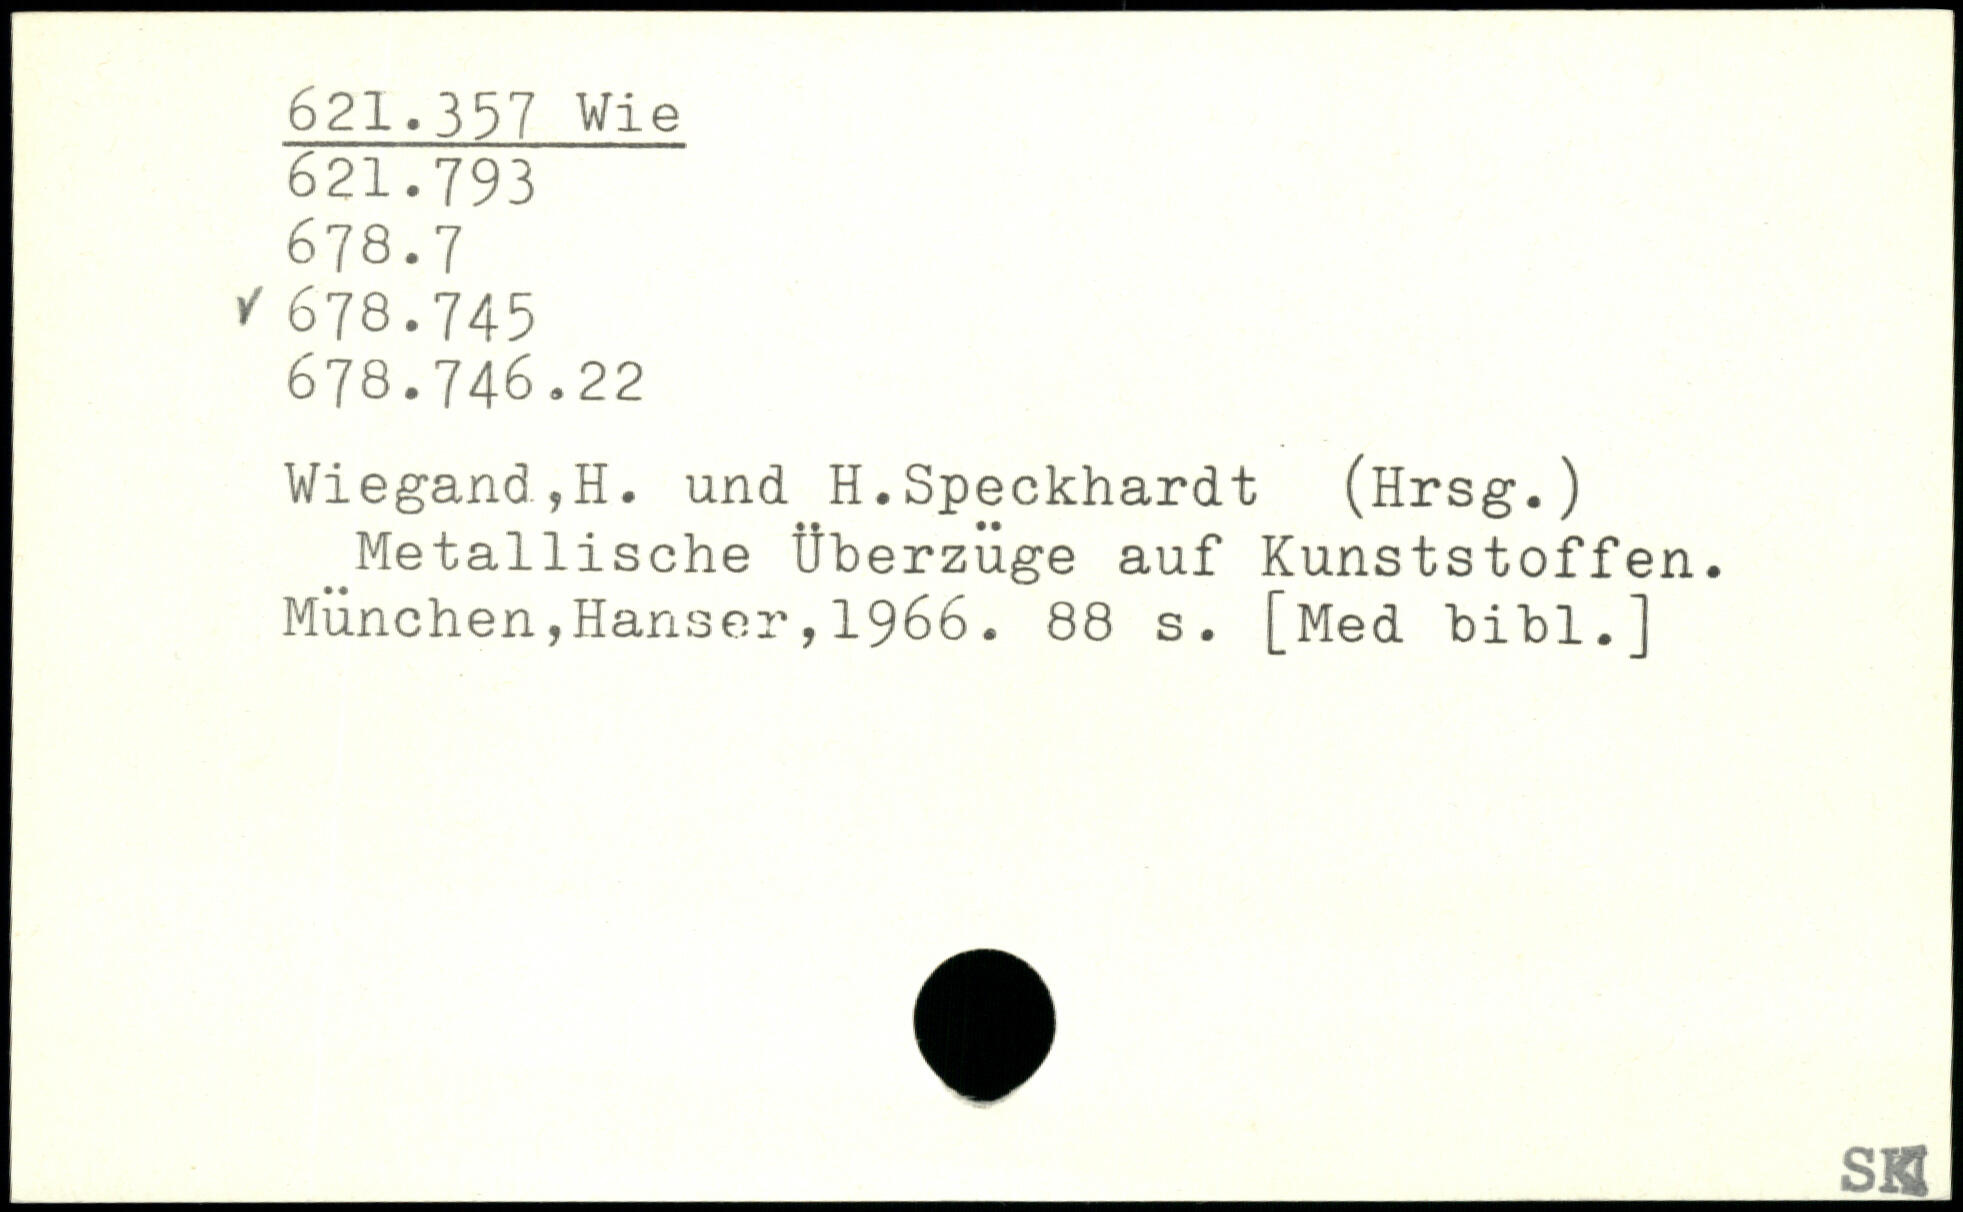 621.357 Wie
621.793
678.7
✓ 678.745
678.746.22
Wiegand,H. und H.Speckhardt (Hrsg.)
Metallische Überzüge auf Kunststoffen.
München,Hanser,1966. 88 s. [Med bibl.]